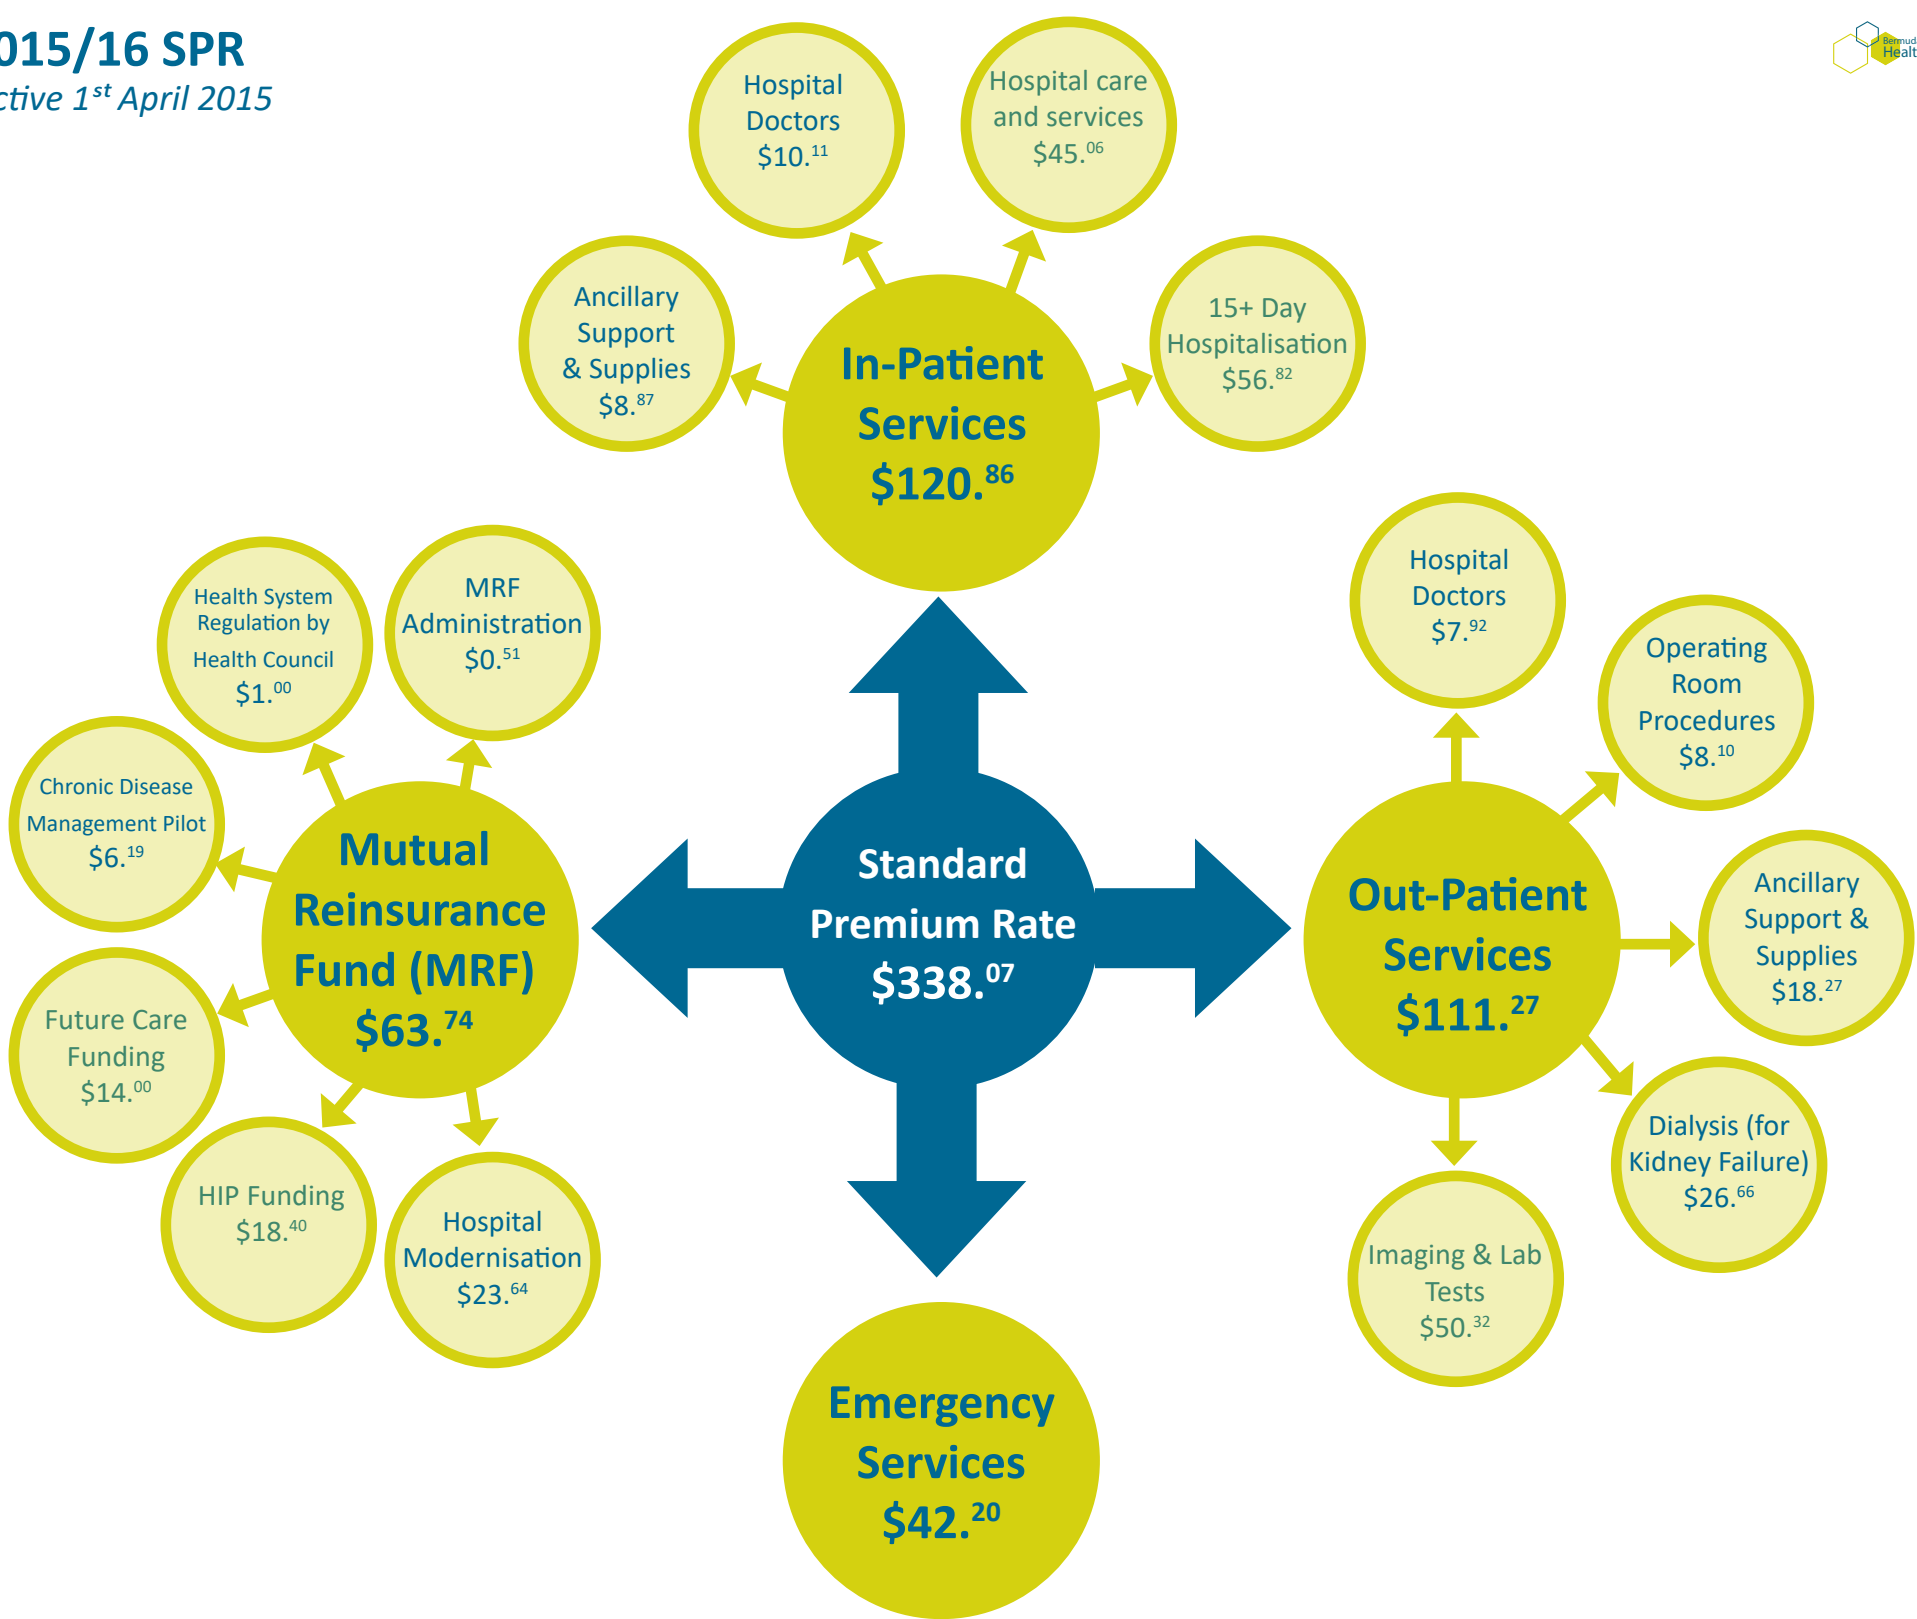 015/16 SPR
ctive 1st April 2015
Bermud
Healt
Hospital
Doctors
$10.11
Hospital care
and services
$45.06
Ancillary
Support
& Supplies
$8.87
15+ Day
Hospitalisation
$56.82
In-Patient
Services
$120.86
Health System
Regulation by
Health Council
$1.00
MRF
Administration
$0.51
Chronic Disease
Management Pilot
$6.19
Mutual
Reinsurance
Fund (MRF)
$63.74
Future Care
Funding
$14.00
HIP Funding
$18.40
Hospital
Modernisation
$23.64
Standard
Premium Rate
$338.07
Hospital
Doctors
$7.92
Operating
Room
Procedures
$8.10
Out-Patient
Services
$111.27
Ancillary
Support &
Supplies
$18.27
Dialysis (for
Kidney Failure)
$26.66
Imaging & Lab
Tests
$50.32
Emergency
Services
$42.20